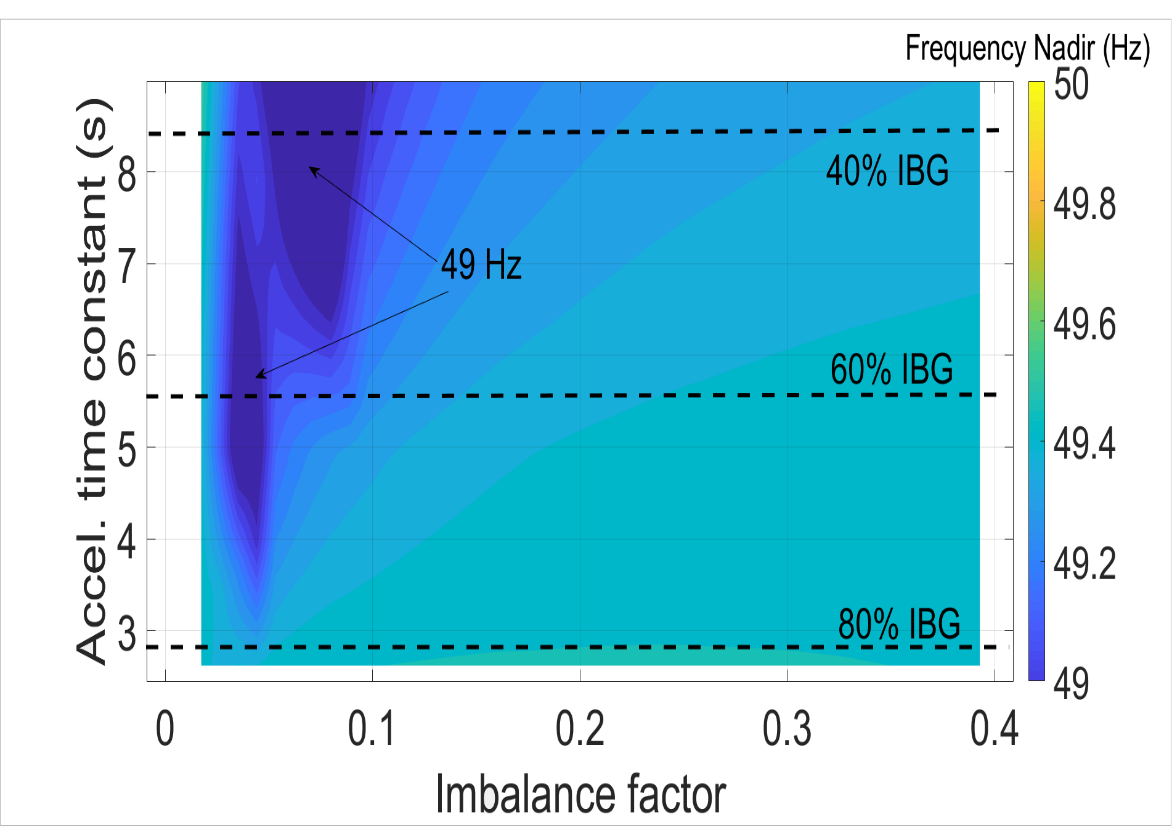 Frequency Nadir (Hz)
50
49.8
49.6
49.4
49.2
49
Accel. time constant (s)
8
7
6
5
4
3
40% IBG
49 Hz
60% IBG
80% IBG
0
0.1
0.2
0.3
0.4
Imbalance factor